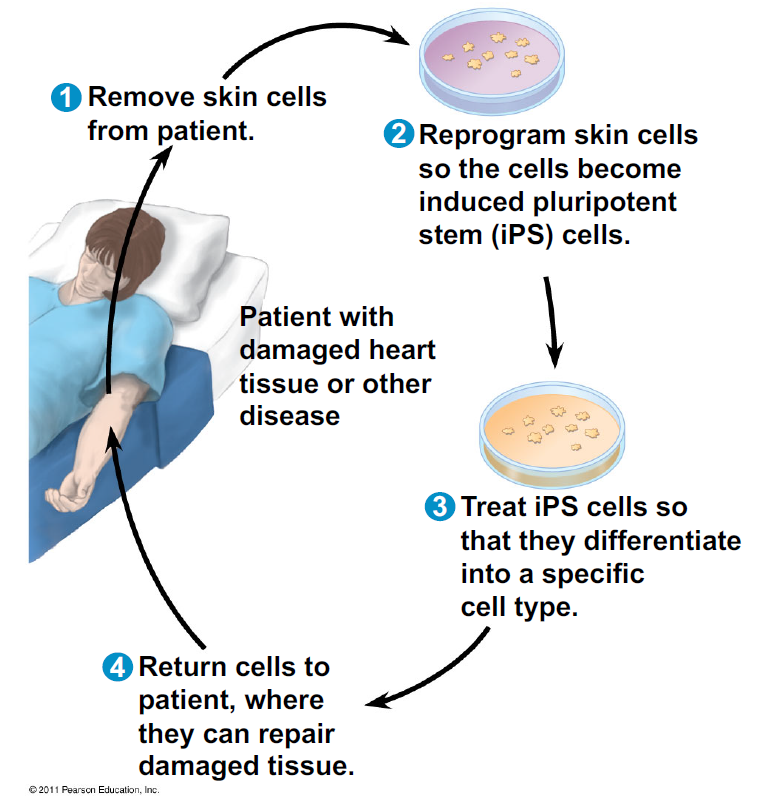 1 Remove skin cells
from patient.
2 Reprogram skin cells
so the cells become
induced pluripotent
stem (iPS) cells.
Patient with
damaged heart
tissue or other
disease
3 Treat iPS cells so
that they differentiate
into a specific
cell type.
4 Return cells to
patient, where
they can repair
damaged tissue.
© 2011 Pearson Education, Inc.